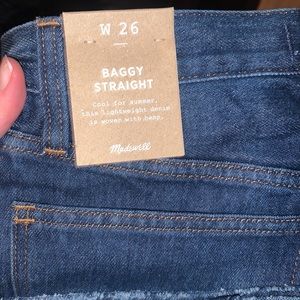 W 26
BAGGY
STRAIGHT
Cool for summer,
this lightweight denim
is woven with hemp.
Madewell